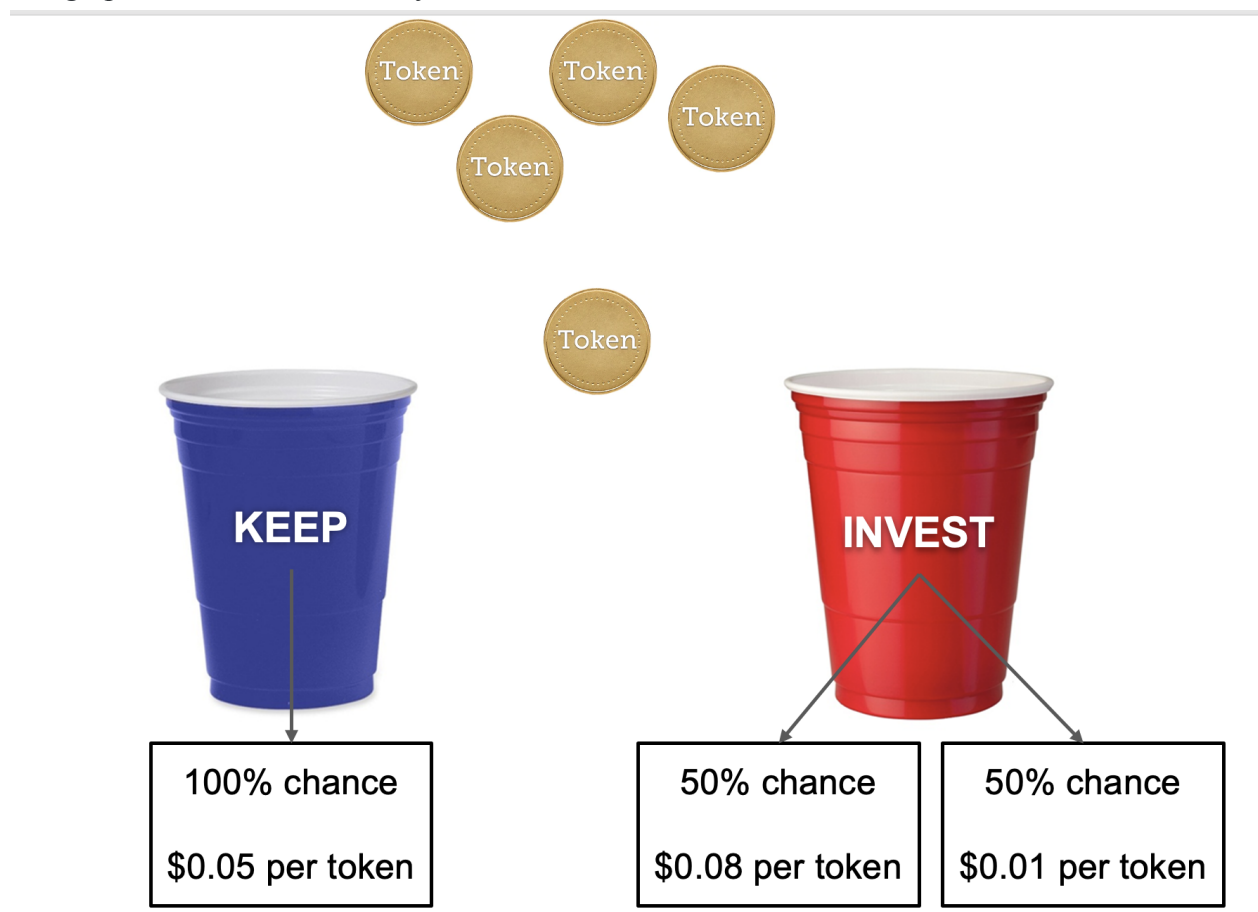 Token
Token
Token
Token
Token
KEEP
INVEST
100% chance
$0.05 per token
50% chance
$0.08 per token
50% chance
$0.01 per token